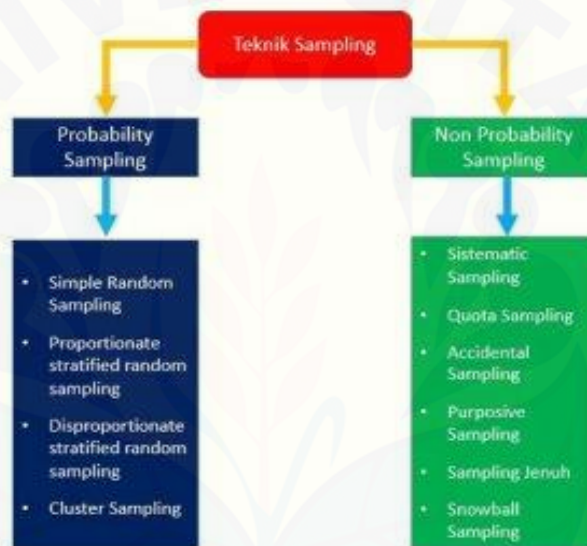 Teknik Sampling
Probability
Sampling
Non Probability
Sampling
• Simple Random
Sampling
• Proportionate
stratified random
sampling
• Disproportionate
stratified random
sampling
• Cluster Sampling
• Sistematic
Sampling
• Quota Sampling
• Accidental
Sampling
• Purposive
Sampling
• Sampling Jenuh
• Snowball
Sampling